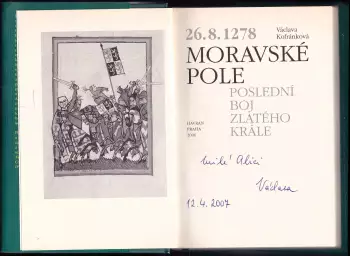 26.8.1278
Václava
Kofránková
MORAVSKÉ
POLE
POSLEDNÍ
BOJ
ZLATÉHO
KRÁLE
HAVRAN
PRAHA
milé Alici
Václava
12.4.2007